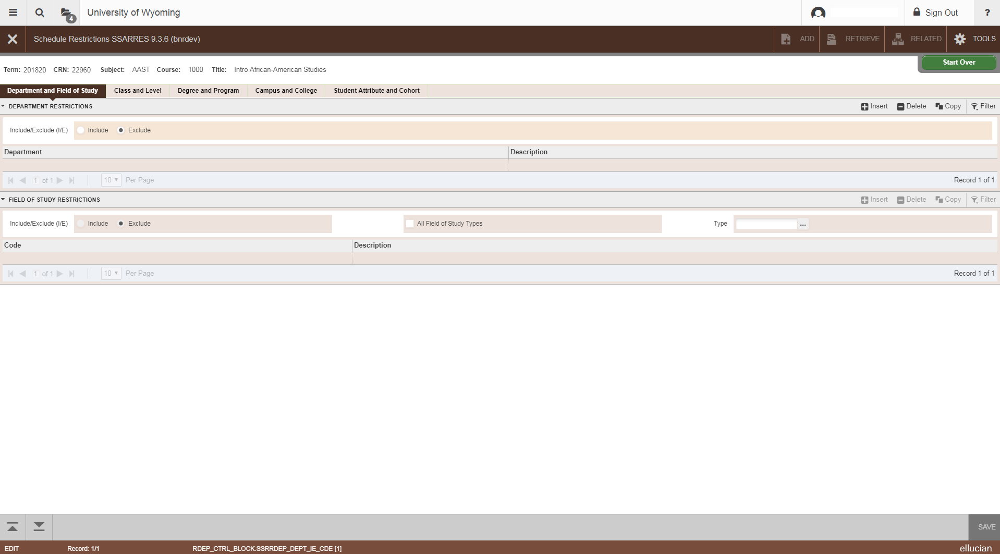 4 University of Wyoming Sign Out ?
Schedule Restrictions SSARRES 9.3.6 (bnrdev) ADD RETRIEVE RELATED TOOLS
Start Over
Term: 201820 CRN: 22960 Subject: AAST Course: 1000 Title: Intro African-American Studies
Department and Field of Study Class and Level Degree and Program Campus and College Student Attribute and Cohort
DEPARTMENT RESTRICTIONS Insert Delete Copy Filter
Include/Exclude (I/E) Include Exclude
Department Description
1 of 1 10 Per Page Record 1 of 1
FIELD OF STUDY RESTRICTIONS Insert Delete Copy Filter
Include/Exclude (I/E) Include Exclude All Field of Study Types Type ...
Code Description
1 of 1 10 Per Page Record 1 of 1
SAVE
EDIT Record: 1/1 RDEP_CTRL_BLOCK.SSRRDEP_DEPT_IE_CDE [1] ellucian